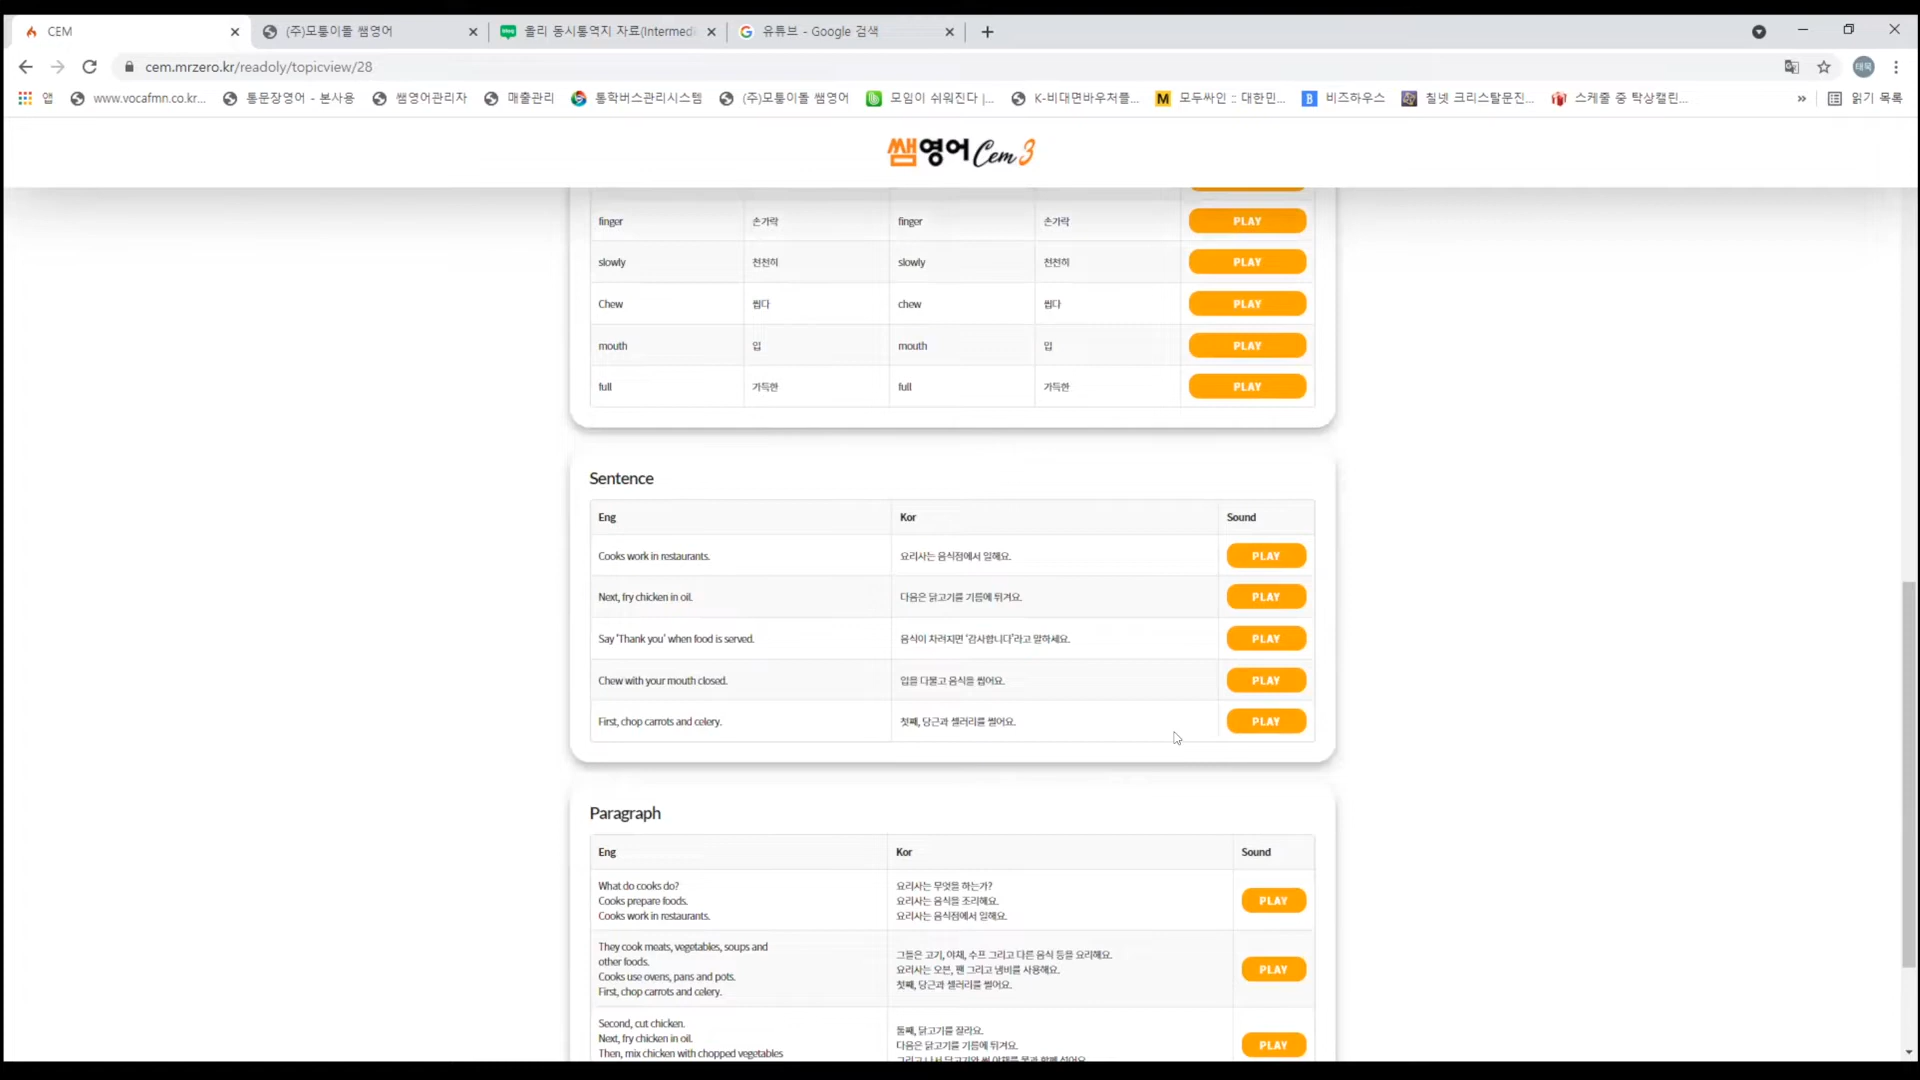 CEM
(주)모퉁이돌 쌤영어
올리 동시통역지 자료(Intermedi
유튜브 - Google 검색
cem.mrzero.kr/readoly/topicview/28
앱
www.vocafmn.co.kr...
통문장영어 - 본사용
쌤영어관리자
매출관리
통학버스관리시스템
(주)모퉁이돌 쌤영어
모임이 쉬워진다 |...
K-비대면바우처플...
모두싸인 :: 대한민...
비즈하우스
칠넷 크리스탈문진...
스케줄 중 탁상캘린...
읽기 목록
태욱
쌤영어 Cem 3
finger 손가락 finger 손가락 PLAY
slowly 천천히 slowly 천천히 PLAY
Chew 씹다 chew 씹다 PLAY
mouth 입 mouth 입 PLAY
full 가득한 full 가득한 PLAY
Sentence
Eng Kor Sound
Cooks work in restaurants. 요리사는 음식점에서 일해요. PLAY
Next, fry chicken in oil. 다음은 닭고기를 기름에 튀겨요. PLAY
Say 'Thank you' when food is served. 음식이 차려지면 '감사합니다'라고 말하세요. PLAY
Chew with your mouth closed. 입을 다물고 음식을 씹어요. PLAY
First, chop carrots and celery. 첫째, 당근과 셀러리를 썰어요. PLAY
Paragraph
Eng Kor Sound
What do cooks do? 요리사는 무엇을 하는가?
Cooks prepare foods. 요리사는 음식을 조리해요. PLAY
Cooks work in restaurants. 요리사는 음식점에서 일해요.
They cook meats, vegetables, soups and
other foods. 그들은 고기, 야채, 수프 그리고 다른 음식 등을 요리해요.
Cooks use ovens, pans and pots. 요리사는 오븐, 팬 그리고 냄비를 사용해요. PLAY
First, chop carrots and celery. 첫째, 당근과 셀러리를 썰어요.
Second, cut chicken. 둘째, 닭고기를 잘라요.
Next, fry chicken in oil. 다음은 닭고기를 기름에 튀겨요. PLAY
Then, mix chicken with chopped vegetables